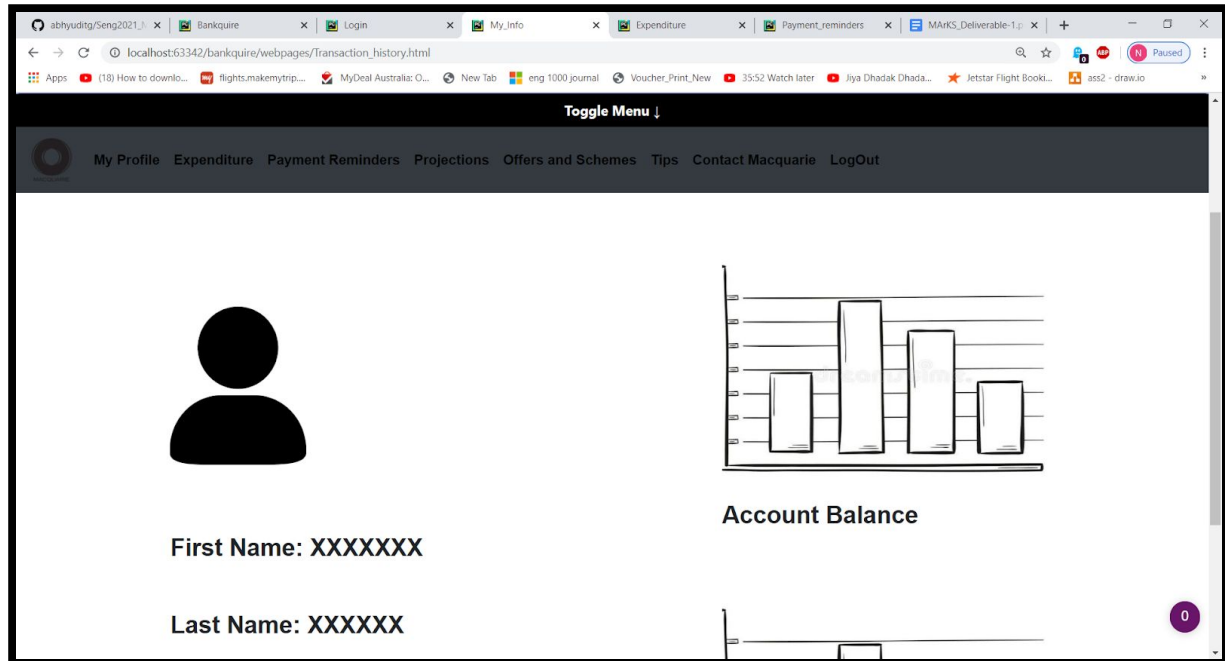 abhyuditg/Seng2021_
Bankquire
Login
My_Info
Expenditure
Payment_reminders
MArKS_Deliverable-1.p
localhost:63342/bankquire/webpages/Transaction_history.html
0
ABP
N
Paused
Apps
(18) How to downlo...
flights.makemytrip....
MyDeal Australia: O...
New Tab
eng 1000 journal
Voucher_Print_New
35:52 Watch later
Jiya Dhadak Dhada...
Jetstar Flight Booki...
ass2 - draw.io
»
Toggle Menu ↓
My Profile Expenditure Payment Reminders Projections Offers and Schemes Tips Contact Macquarie LogOut
dreamstime.
Account Balance
First Name: XXXXXXX
Last Name: XXXXXX
0